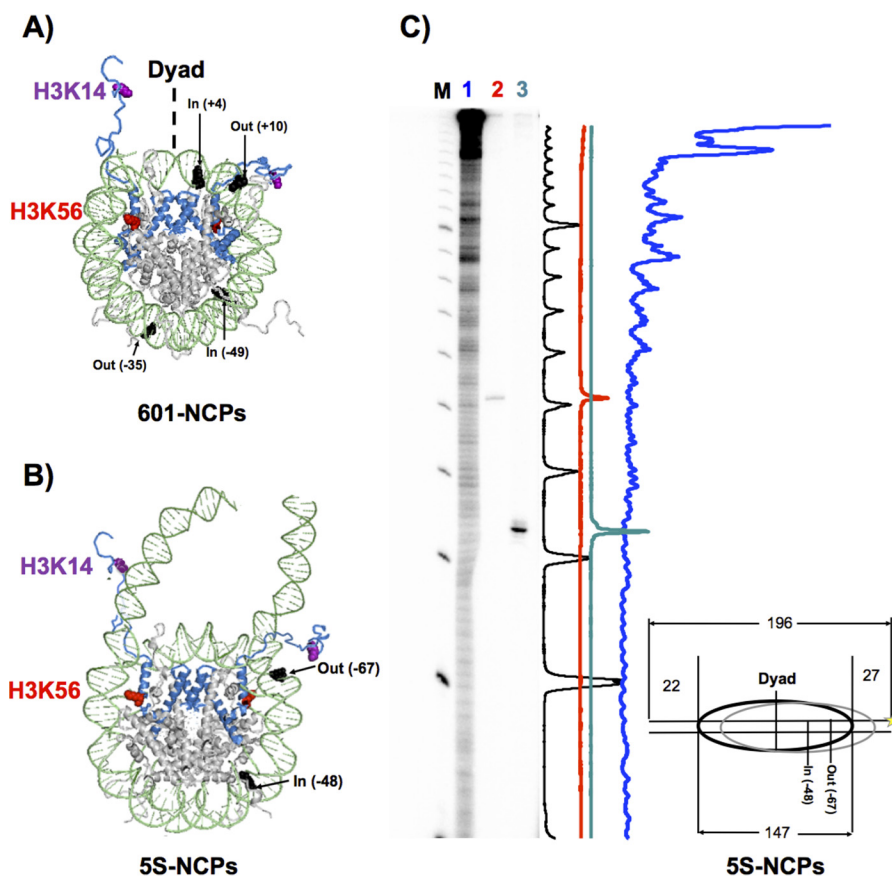 A)
H3K14
Dyad
In (+4)
Out (+10)
H3K56
Out (-35)
In (-49)
601-NCPs
B)
H3K14
H3K56
Out (-67)
In (-48)
5S-NCPs
C)
M 1 2 3
196
22
27
Dyad
In (-48)
Out (-67)
147
5S-NCPs